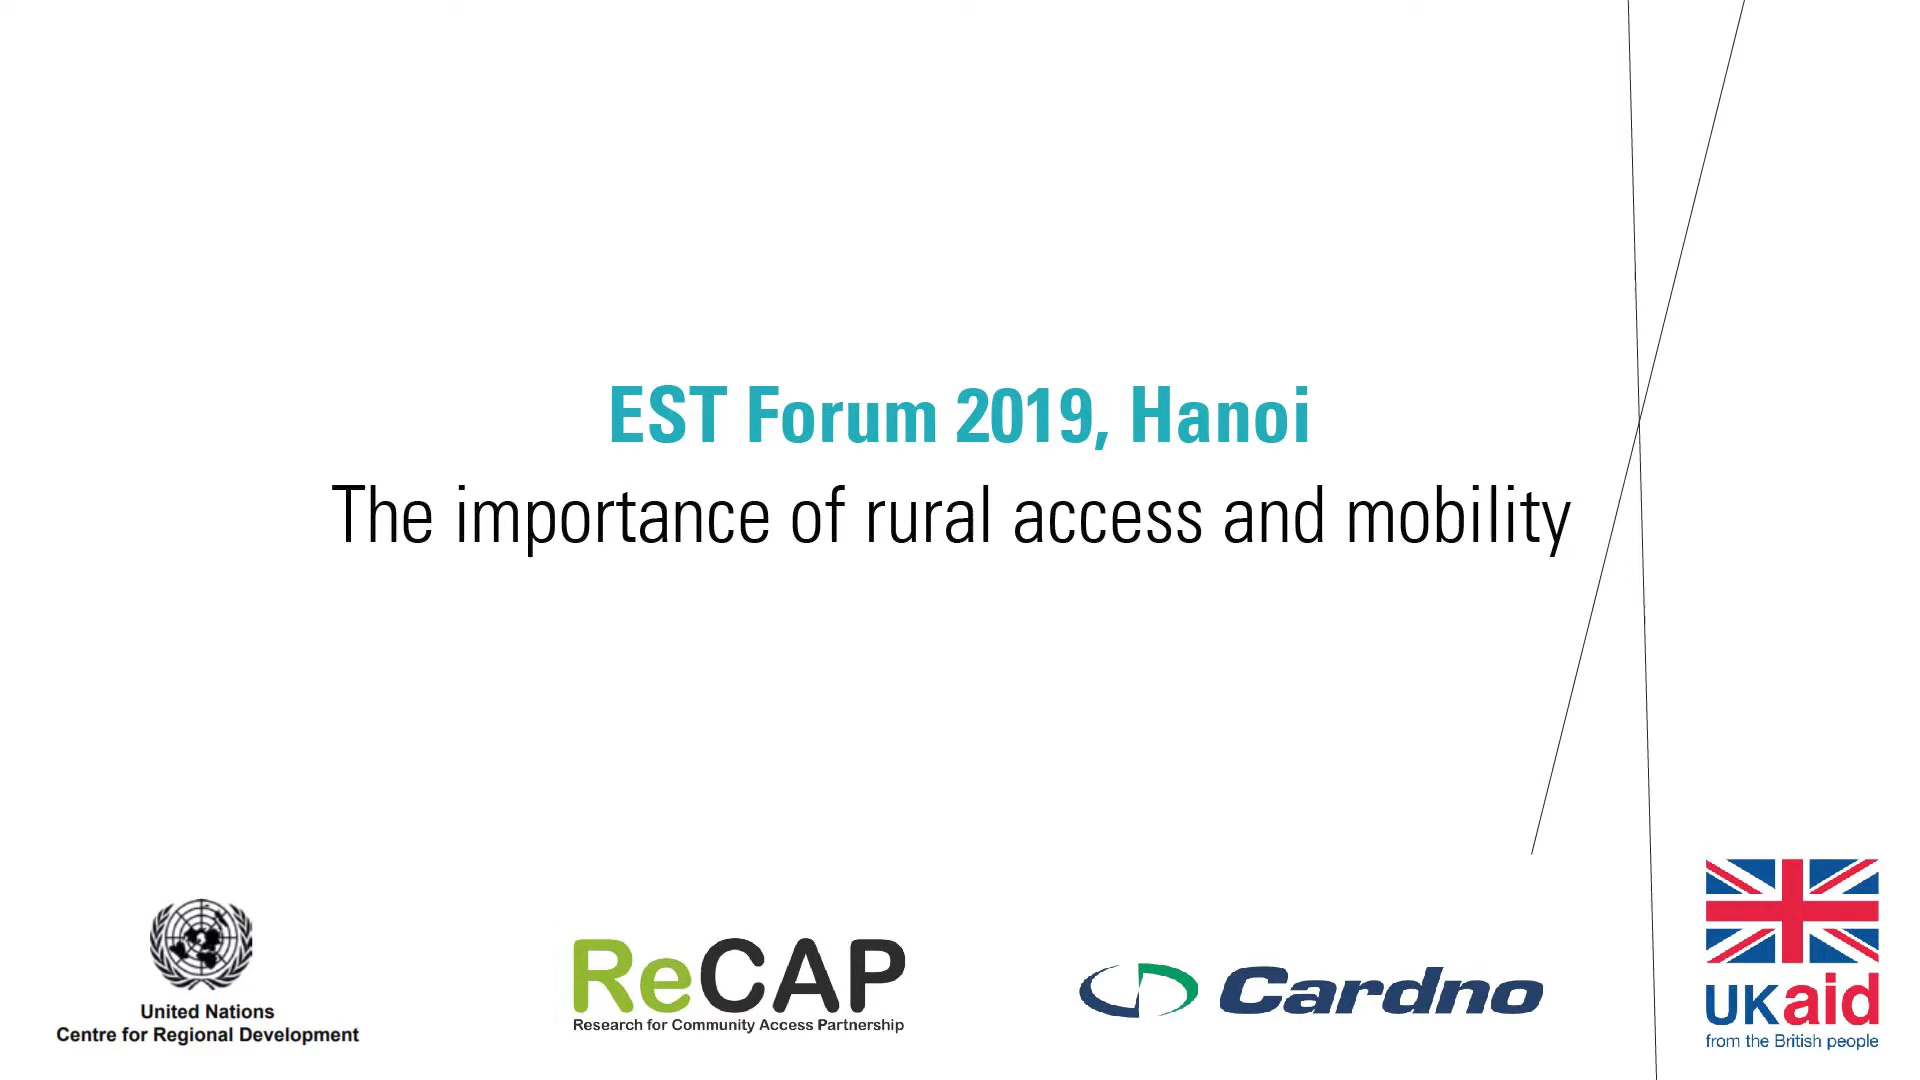 EST Forum 2019, Hanoi
The importance of rural access and mobility
United Nations
Centre for Regional Development
ReCAP
Research for Community Access Partnership
Cardno
UKaid
from the British people